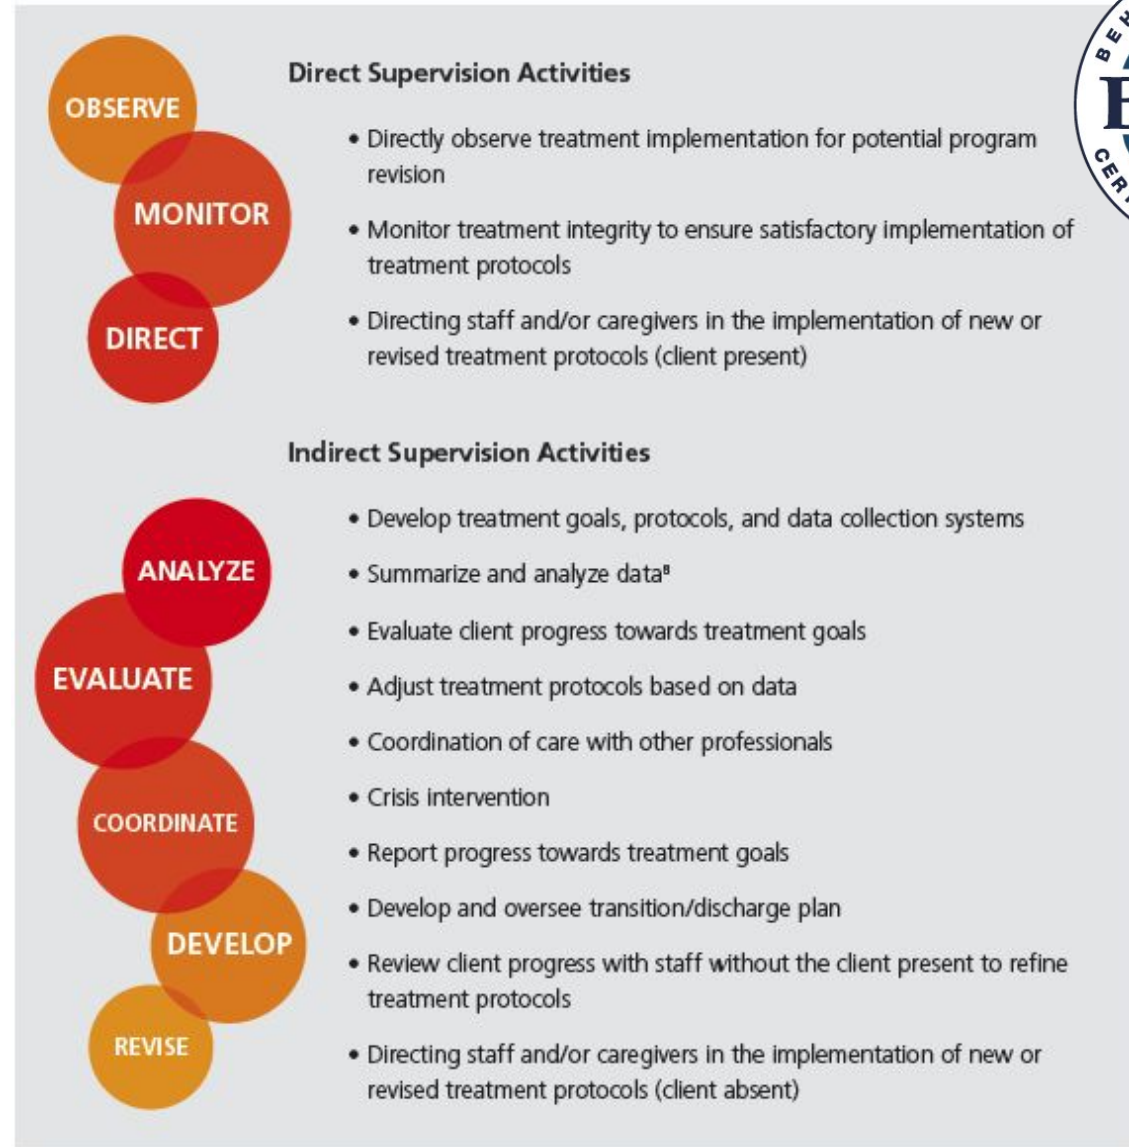 OBSERVE
MONITOR
DIRECT
Direct Supervision Activities
• Directly observe treatment implementation for potential program
revision
• Monitor treatment integrity to ensure satisfactory implementation of
treatment protocols
• Directing staff and/or caregivers in the implementation of new or
revised treatment protocols (client present)
ANALYZE
EVALUATE
COORDINATE
DEVELOP
REVISE
Indirect Supervision Activities
• Develop treatment goals, protocols, and data collection systems
• Summarize and analyze data⁸
• Evaluate client progress towards treatment goals
• Adjust treatment protocols based on data
• Coordination of care with other professionals
• Crisis intervention
• Report progress towards treatment goals
• Develop and oversee transition/discharge plan
• Review client progress with staff without the client present to refine
treatment protocols
• Directing staff and/or caregivers in the implementation of new or
revised treatment protocols (client absent)